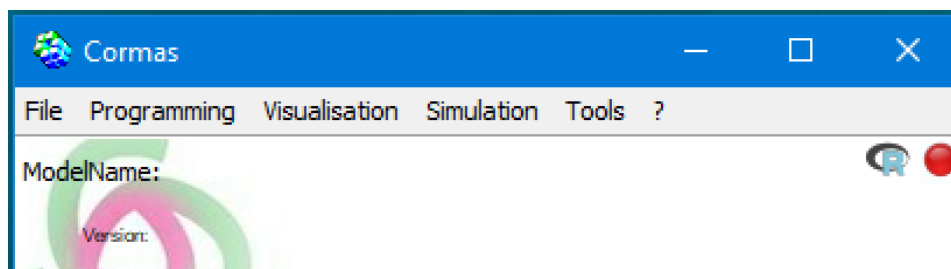 Cormas
File Programming Visualisation Simulation Tools ?
R
ModelName:
Version: